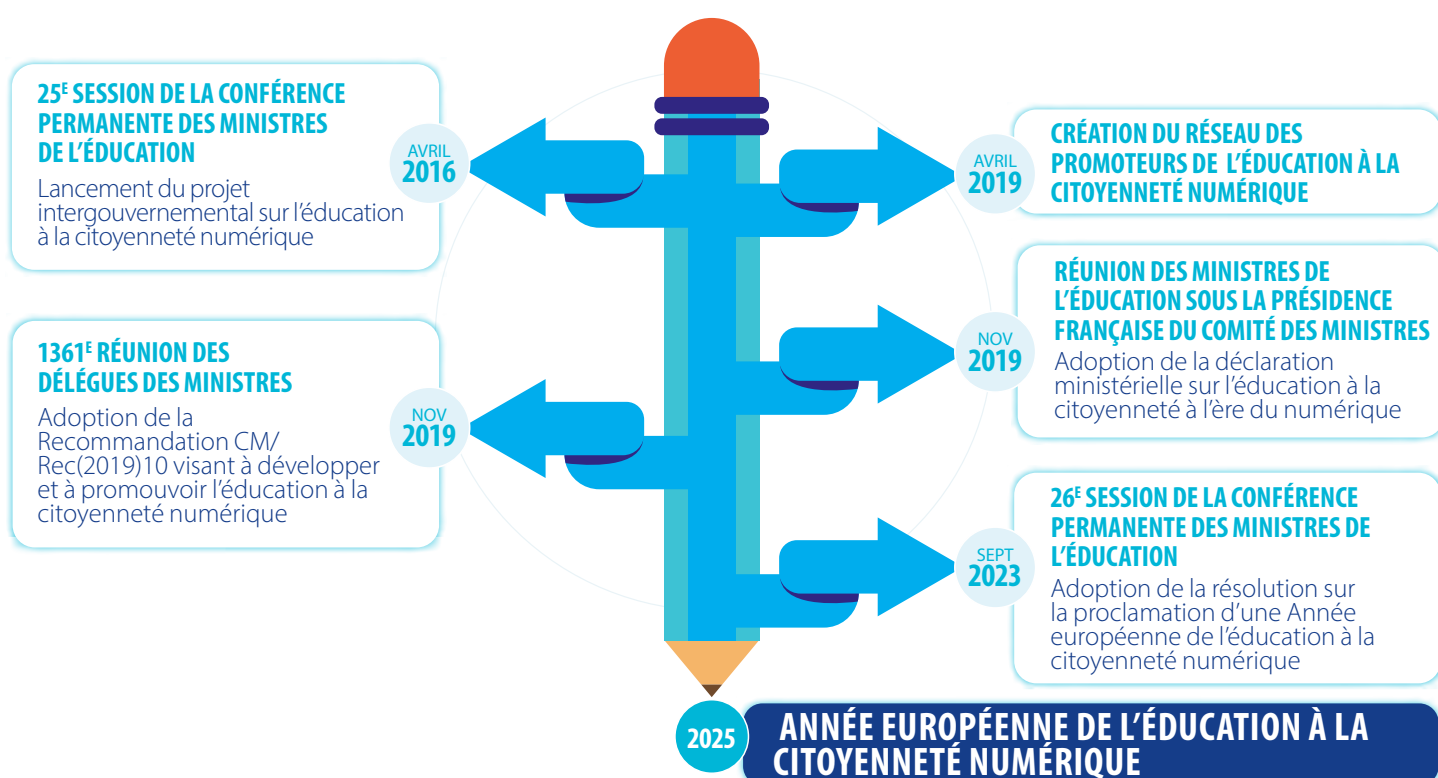 25E SESSION DE LA CONFÉRENCE
PERMANENTE DES MINISTRES
DE L'ÉDUCATION
Lancement du projet
intergouvernemental sur l'éducation
à la citoyenneté numérique
AVRIL
2016
AVRIL
2019
CRÉATION DU RÉSEAU DES
PROMOTEURS DE L'ÉDUCATION À LA
CITOYENNETÉ NUMÉRIQUE
1361E RÉUNION DES
DÉLÉGUES DES MINISTRES
Adoption de la
Recommandation CM/
Rec(2019)10 visant à développer
et à promouvoir l'éducation à la
citoyenneté numérique
NOV
2019
NOV
2019
RÉUNION DES MINISTRES DE
L'ÉDUCATION SOUS LA PRÉSIDENCE
FRANÇAISE DU COMITÉ DES MINISTRES
Adoption de la déclaration
ministérielle sur l'éducation à la
citoyenneté à l'ère du numérique
SEPT
2023
26E SESSION DE LA CONFÉRENCE
PERMANENTE DES MINISTRES DE
L'ÉDUCATION
Adoption de la résolution sur
la proclamation d'une Année
européenne de l'éducation à la
citoyenneté numérique
2025
ANNÉE EUROPÉENNE DE L'ÉDUCATION À LA
CITOYENNETÉ NUMÉRIQUE